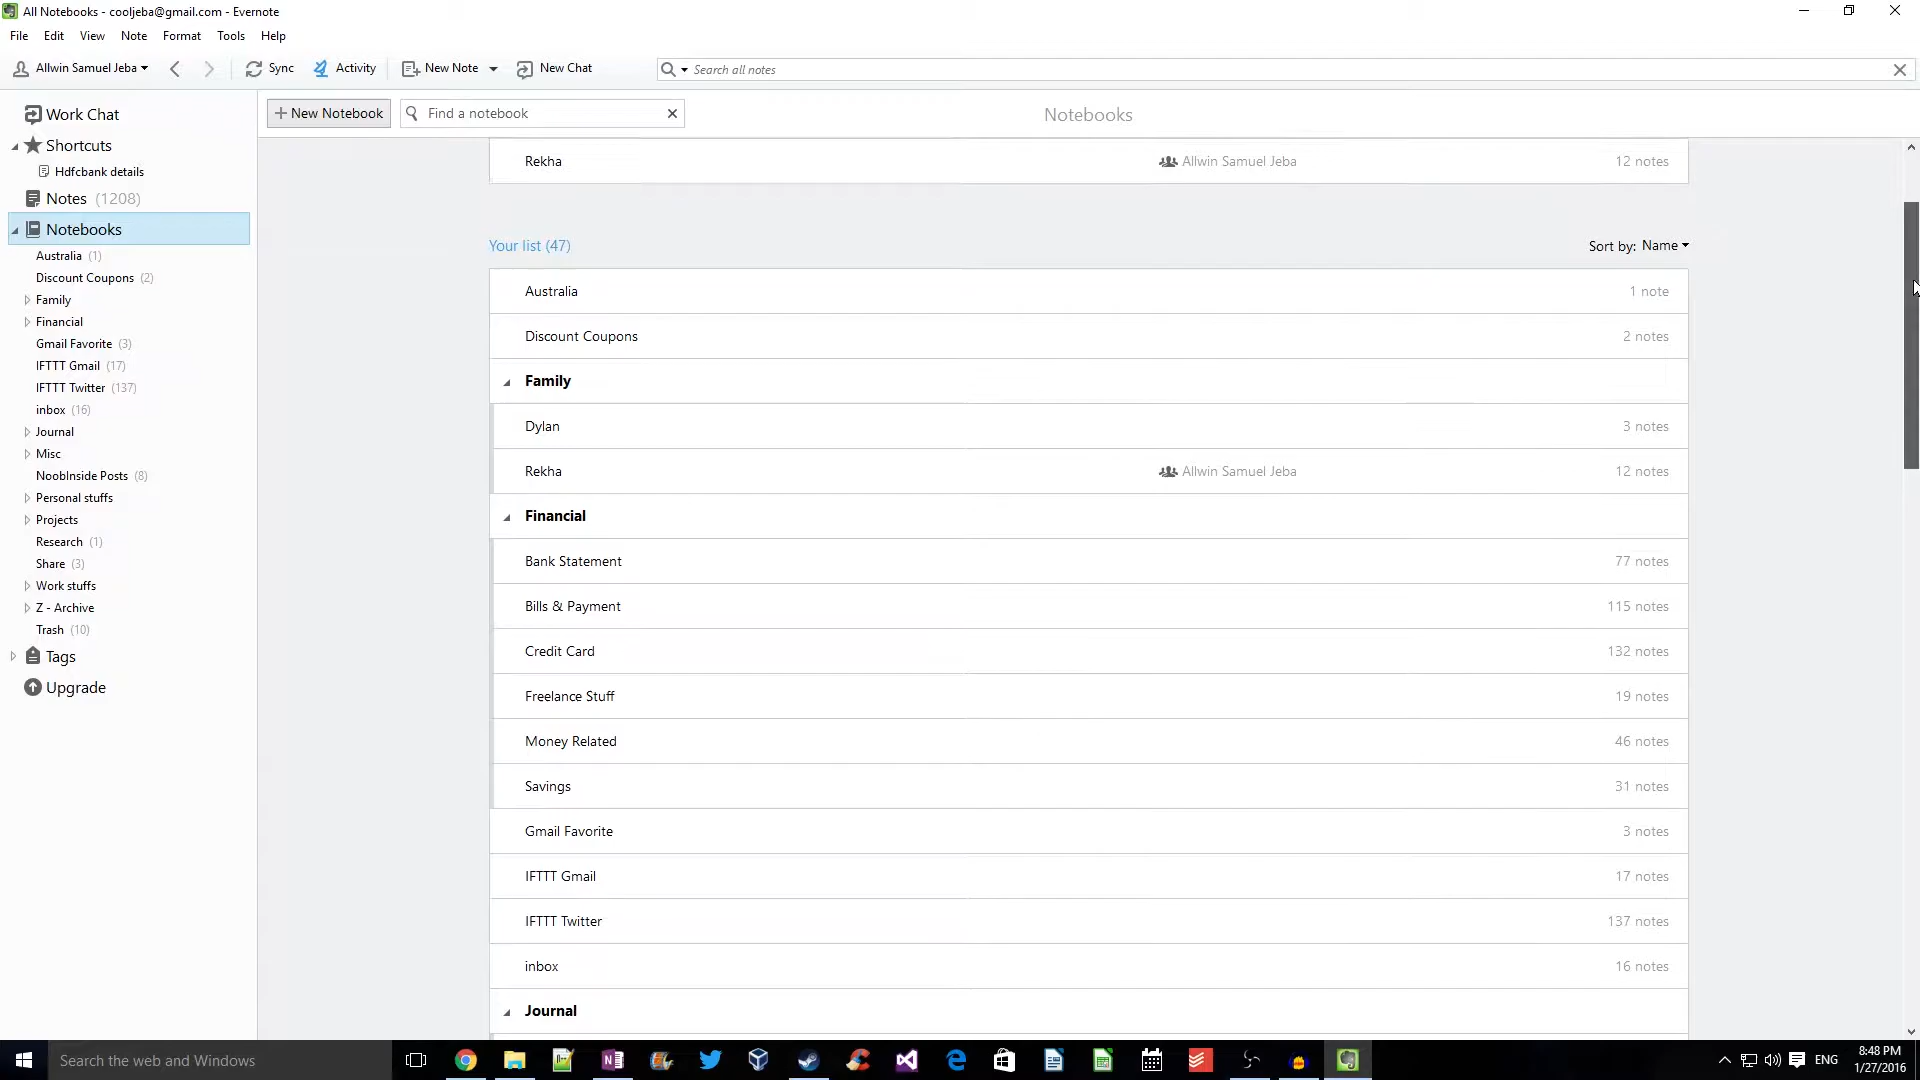 All Notebooks - cooljeba@gmail.com - Evernote
File Edit View Note Format Tools Help
Allwin Samuel Jeba Sync Activity New Note New Chat Search all notes
Work Chat
Shortcuts
Hdfcbank details
Notes (1208)
Notebooks
Australia (1)
Discount Coupons (2)
Family
Financial
Gmail Favorite (3)
IFTTT Gmail (17)
IFTTT Twitter (137)
inbox (16)
Journal
Misc
NoobInside Posts (8)
Personal stuffs
Projects
Research (1)
Share (3)
Work stuffs
Z - Archive
Trash (10)
Tags
Upgrade
New Notebook Find a notebook Notebooks
Rekha Allwin Samuel Jeba 12 notes
Your list (47) Sort by: Name
Australia 1 note
Discount Coupons 2 notes
Family
Dylan 3 notes
Rekha Allwin Samuel Jeba 12 notes
Financial
Bank Statement 77 notes
Bills & Payment 115 notes
Credit Card 132 notes
Freelance Stuff 19 notes
Money Related 46 notes
Savings 31 notes
Gmail Favorite 3 notes
IFTTT Gmail 17 notes
IFTTT Twitter 137 notes
inbox 16 notes
Journal
Search the web and Windows ENG 8:48 PM
1/27/2016